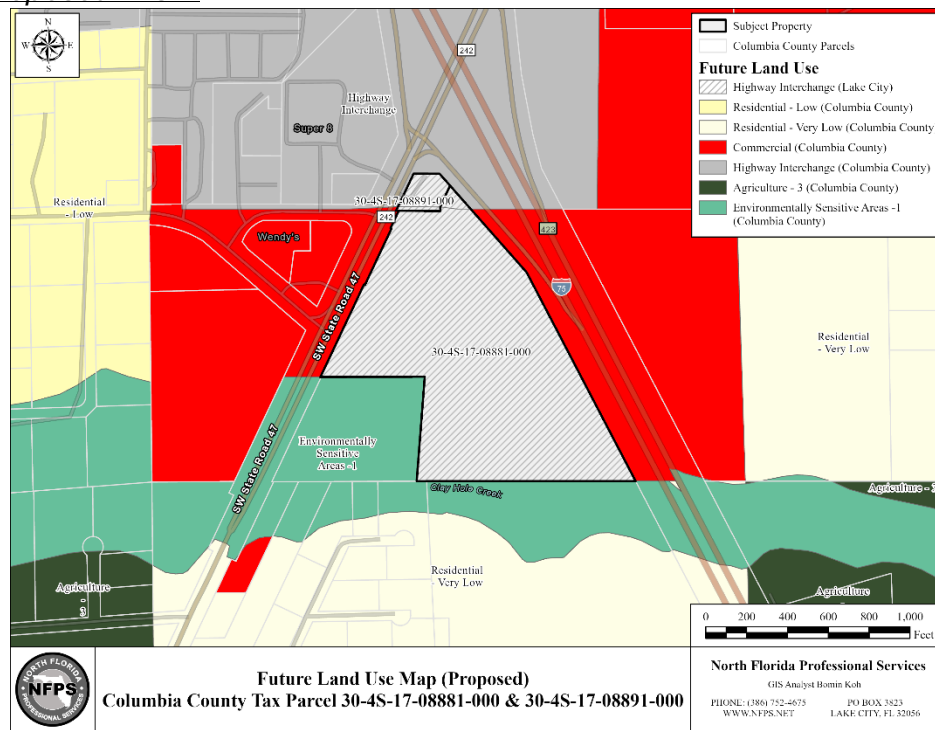 N
W E
S
242
Highway
Interchange
Super 8
30-4S-17-08891-000
242
Wendy's
Residential
- Low
423
75
SW State Road 47
30-4S-17-08881-000
Residential
- Very Low
Environmentally
Sensitive
Areas -1
SW State Road 47
Clay Hole Creek
Agriculture - 3
Residential
- Very Low
Agriculture
- 3
Agriculture
Subject Property
Columbia County Parcels
Future Land Use
Highway Interchange (Lake City)
Residential - Low (Columbia County)
Residential - Very Low (Columbia County
Commercial (Columbia County)
Highway Interchange (Columbia County)
Agriculture - 3 (Columbia County)
Environmentally Sensitive Areas -1
(Columbia County)
0 200 400 600 800 1,000
Feet
NORTH FLORIDA
NFPS
PROFESSIONAL SERVICES
Future Land Use Map (Proposed)
Columbia County Tax Parcel 30-4S-17-08881-000 & 30-4S-17-08891-000
North Florida Professional Services
GIS Analyst Bomin Koh
PHONE: (386) 752-4675 PO BOX 3823
WWW.NFPS.NET LAKE CITY, FL 32056